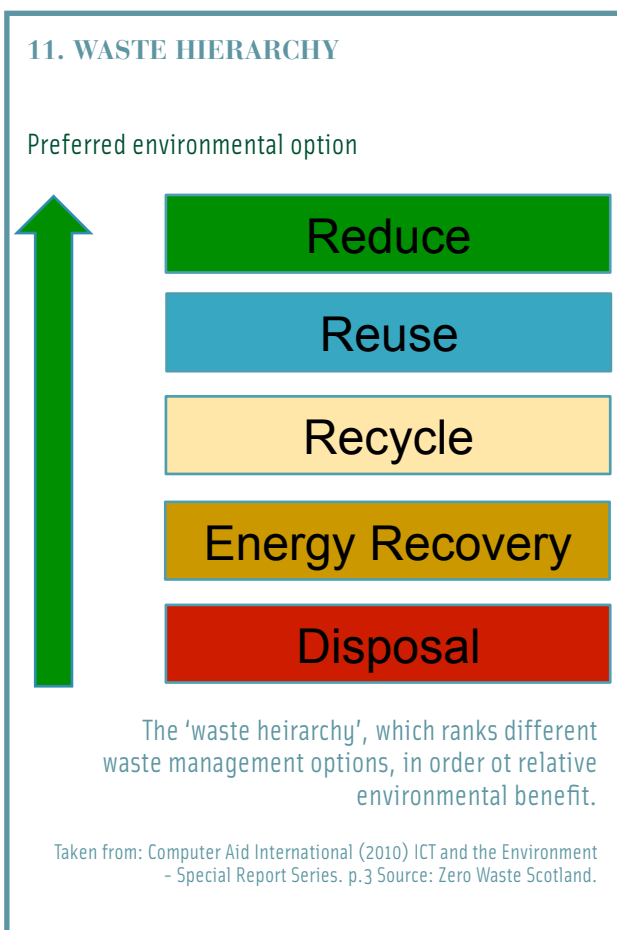 11. WASTE HIERARCHY
Preferred environmental option
Reduce
Reuse
Recycle
Energy Recovery
Disposal
The ‘waste heirarchy’, which ranks different
waste management options, in order ot relative
environmental benefit.
Taken from: Computer Aid International (2010) ICT and the Environment
- Special Report Series. p.3 Source: Zero Waste Scotland.